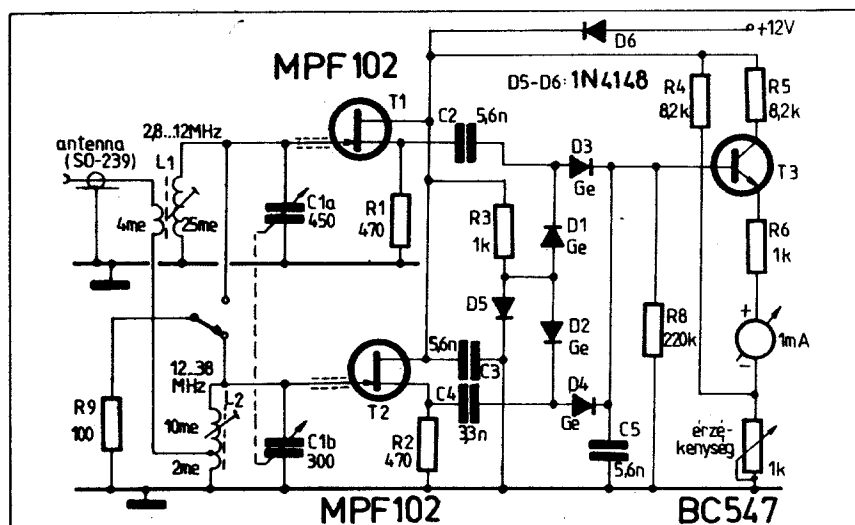 MPF102
T1
C2
5,6n
D6
+12V
D5-D6: 1N4148
R4
8,2k
R5
8,2k
antenna
(SO-239)
2,8...12MHz
L1
4me
25me
C1a
450
R1
470
R3
1k
D3
Ge
D1
Ge
T3
R6
1k
D5
D2
Ge
R8
220k
+
1mA
-
12...36
MHz
T2
5,6n
C3
C4
3,3n
D4
Ge
R9
100
L2
10me
2me
C1b
300
R2
470
C5
5,6n
érzé-
kenység
1k
MPF102
BC547